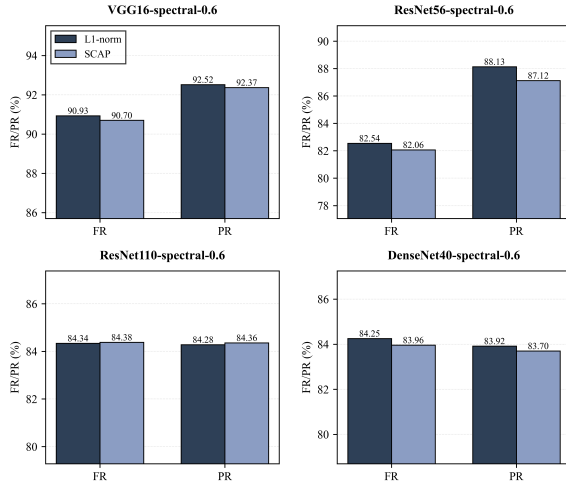 VGG16-spectral-0.6
FR/PR (%)
94
92
90
88
86
L1-norm
SCAP
90.93
90.70
92.52
92.37
FR
PR
ResNet56-spectral-0.6
FR/PR (%)
90
88
86
84
82
80
78
82.54
82.06
88.13
87.12
FR
PR
ResNet110-spectral-0.6
FR/PR (%)
86
84
82
80
84.34
84.38
84.28
84.36
FR
PR
DenseNet40-spectral-0.6
FR/PR (%)
86
84
82
80
84.25
83.96
83.92
83.70
FR
PR